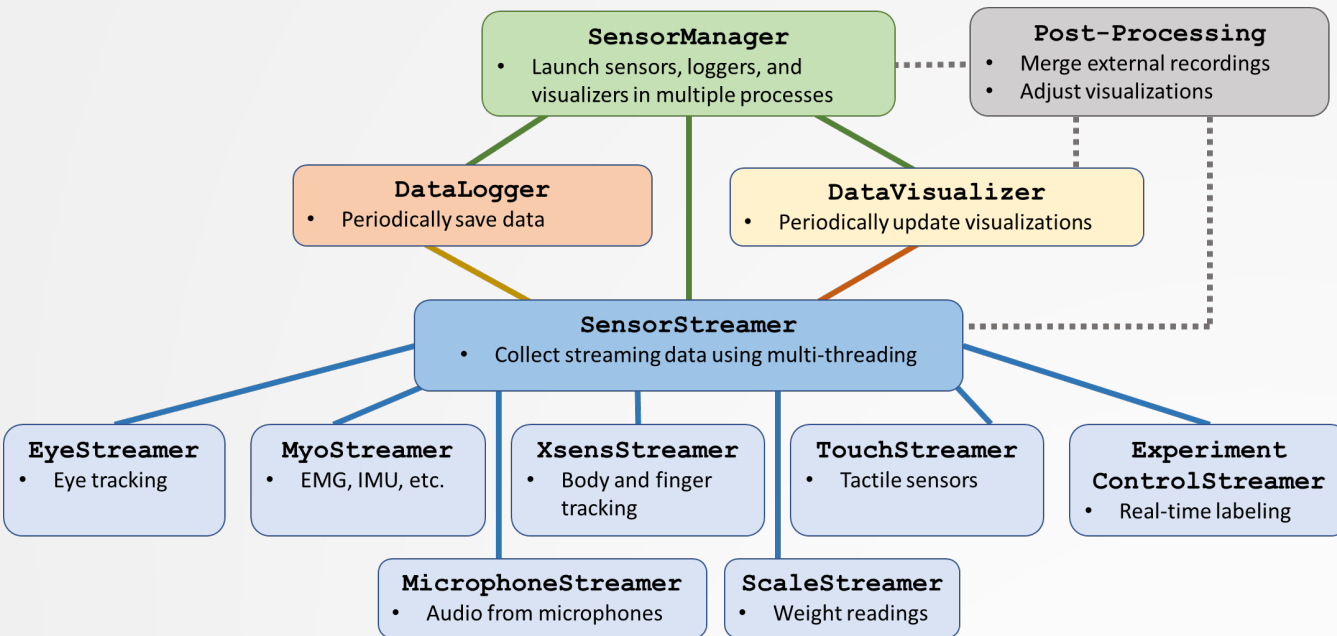 SensorManager
• Launch sensors, loggers, and
visualizers in multiple processes
Post-Processing
• Merge external recordings
• Adjust visualizations
DataLogger
• Periodically save data
DataVisualizer
• Periodically update visualizations
SensorStreamer
• Collect streaming data using multi-threading
EyeStreamer
• Eye tracking
MyoStreamer
• EMG, IMU, etc.
XsensStreamer
• Body and finger
tracking
TouchStreamer
• Tactile sensors
Experiment
ControlStreamer
• Real-time labeling
MicrophoneStreamer
• Audio from microphones
ScaleStreamer
• Weight readings